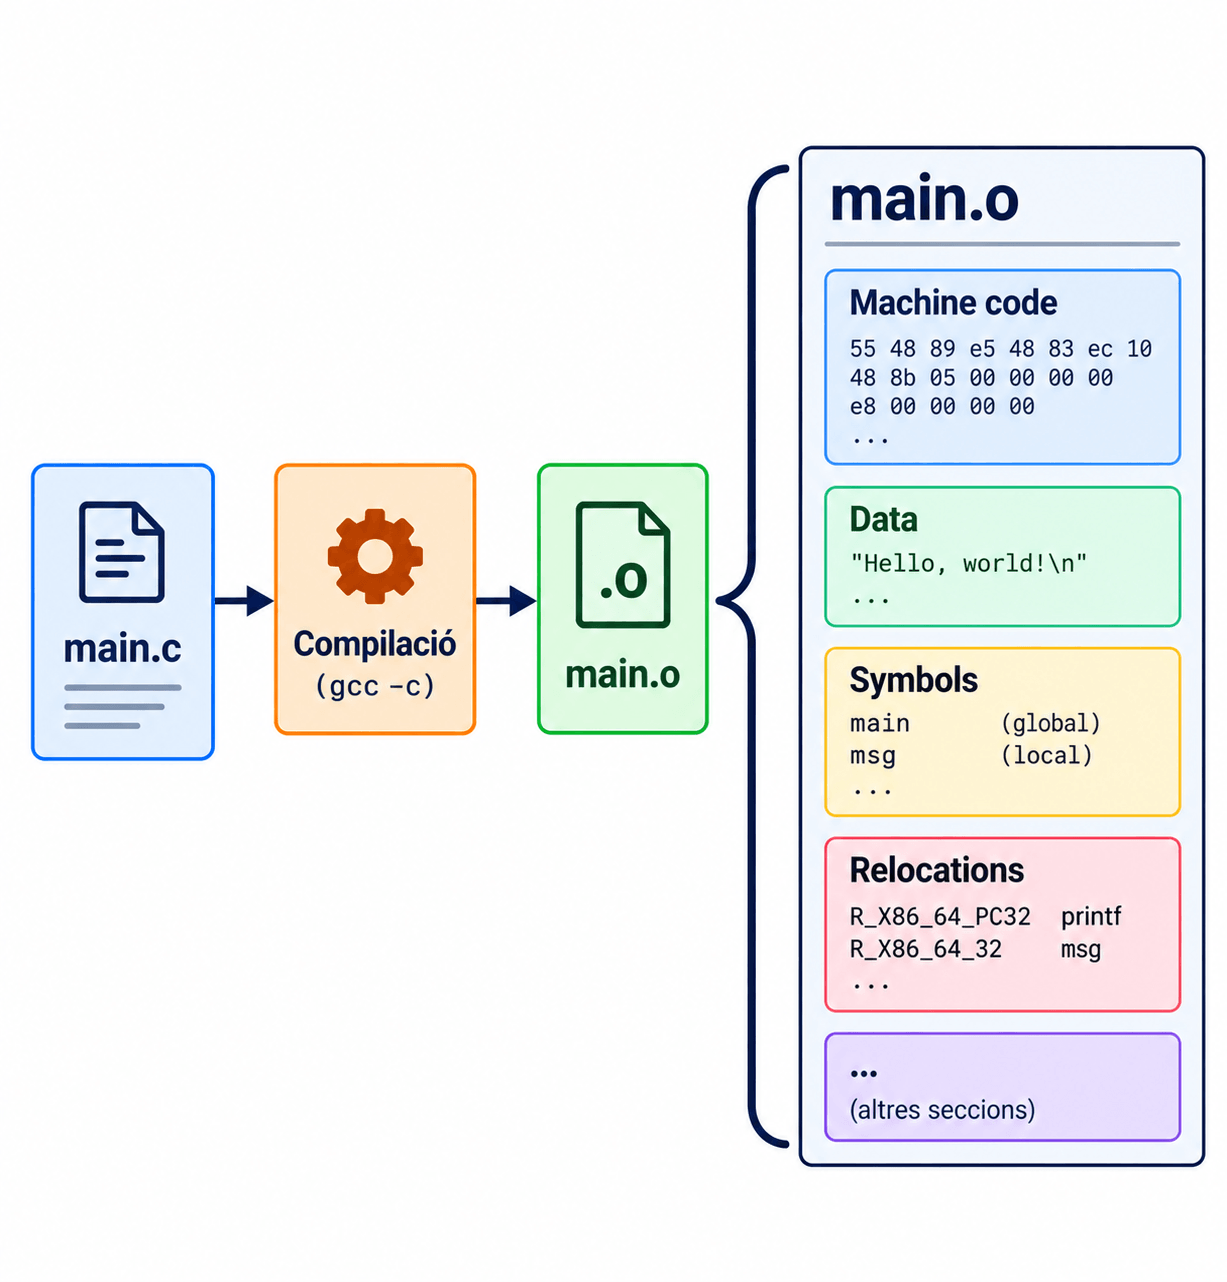 main.c
Compilació
(gcc -c)
.o
main.o
main.o
Machine code
55 48 89 e5 48 83 ec 10
48 8b 05 00 00 00 00
e8 00 00 00 00
...
Data
"Hello, world!\n"
...
Symbols
main (global)
msg (local)
...
Relocations
R_X86_64_PC32 printf
R_X86_64_32 msg
...
...
(altres seccions)